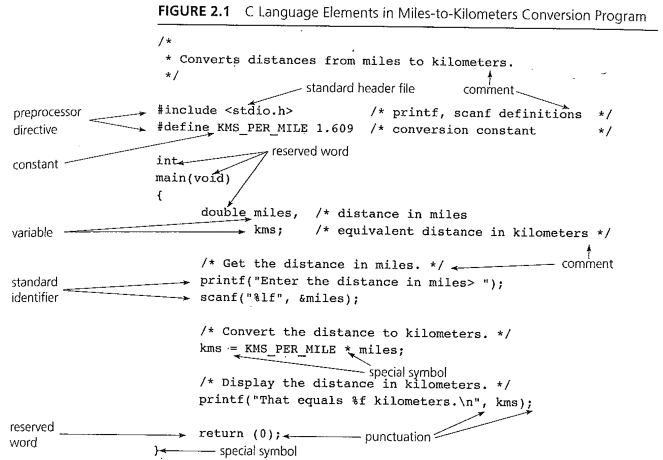 FIGURE 2.1 C Language Elements in Miles-to-Kilometers Conversion Program
/*
* Converts distances from miles to kilometers.
*/
standard header file comment
preprocessor directive
#include <stdio.h> /* printf, scanf definitions */
#define KMS_PER_MILE 1.609 /* conversion constant */
constant
reserved word
int
main(void)
{
double miles, /* distance in miles
variable
kms; /* equivalent distance in kilometers */
comment
/* Get the distance in miles. */
standard identifier
printf("Enter the distance in miles> ");
scanf("%lf", &miles);
/* Convert the distance to kilometers. */
kms = KMS_PER_MILE * miles;
special symbol
/* Display the distance in kilometers. */
printf("That equals %f kilometers.\n", kms);
reserved word
return (0);
punctuation
}
special symbol